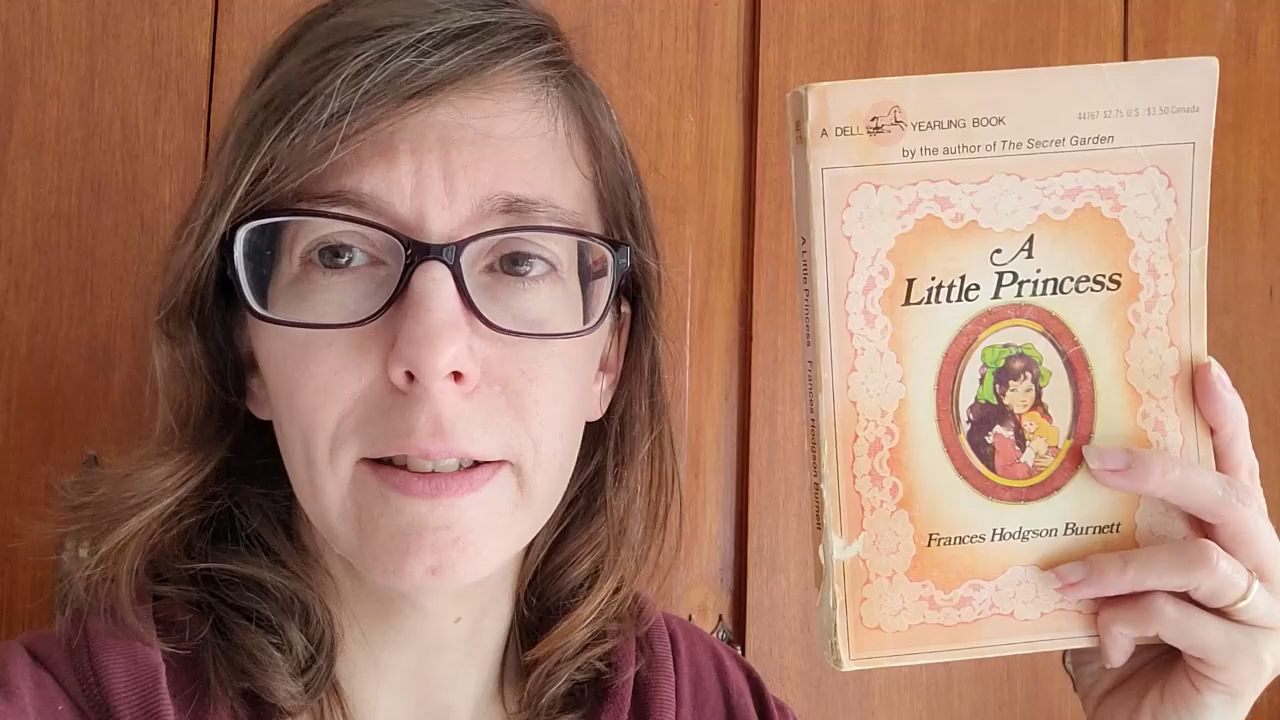 A DELL YEARLING BOOK
44767 $2.75 U.S./$3.50 Canada
by the author of The Secret Garden
A
Little Princess
Frances Hodgson Burnett
A Little Princess Frances Hodgson Burnett